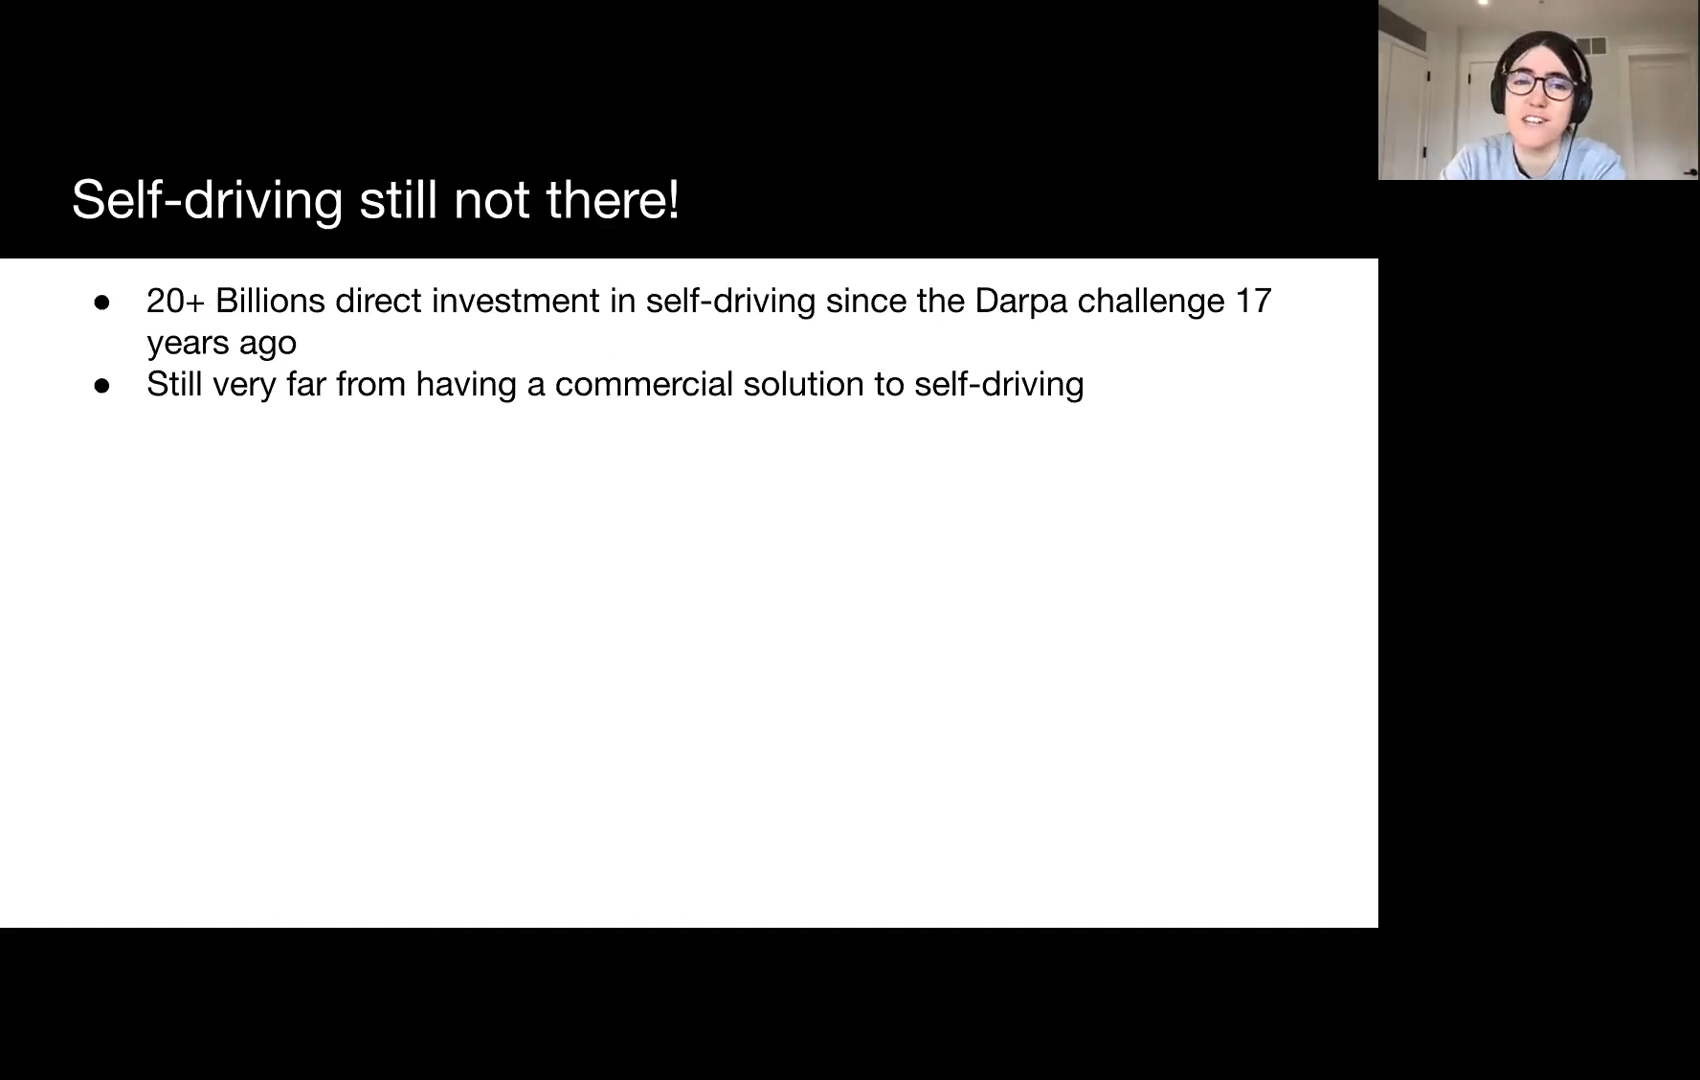 Self-driving still not there!
● 20+ Billions direct investment in self-driving since the Darpa challenge 17
years ago
● Still very far from having a commercial solution to self-driving